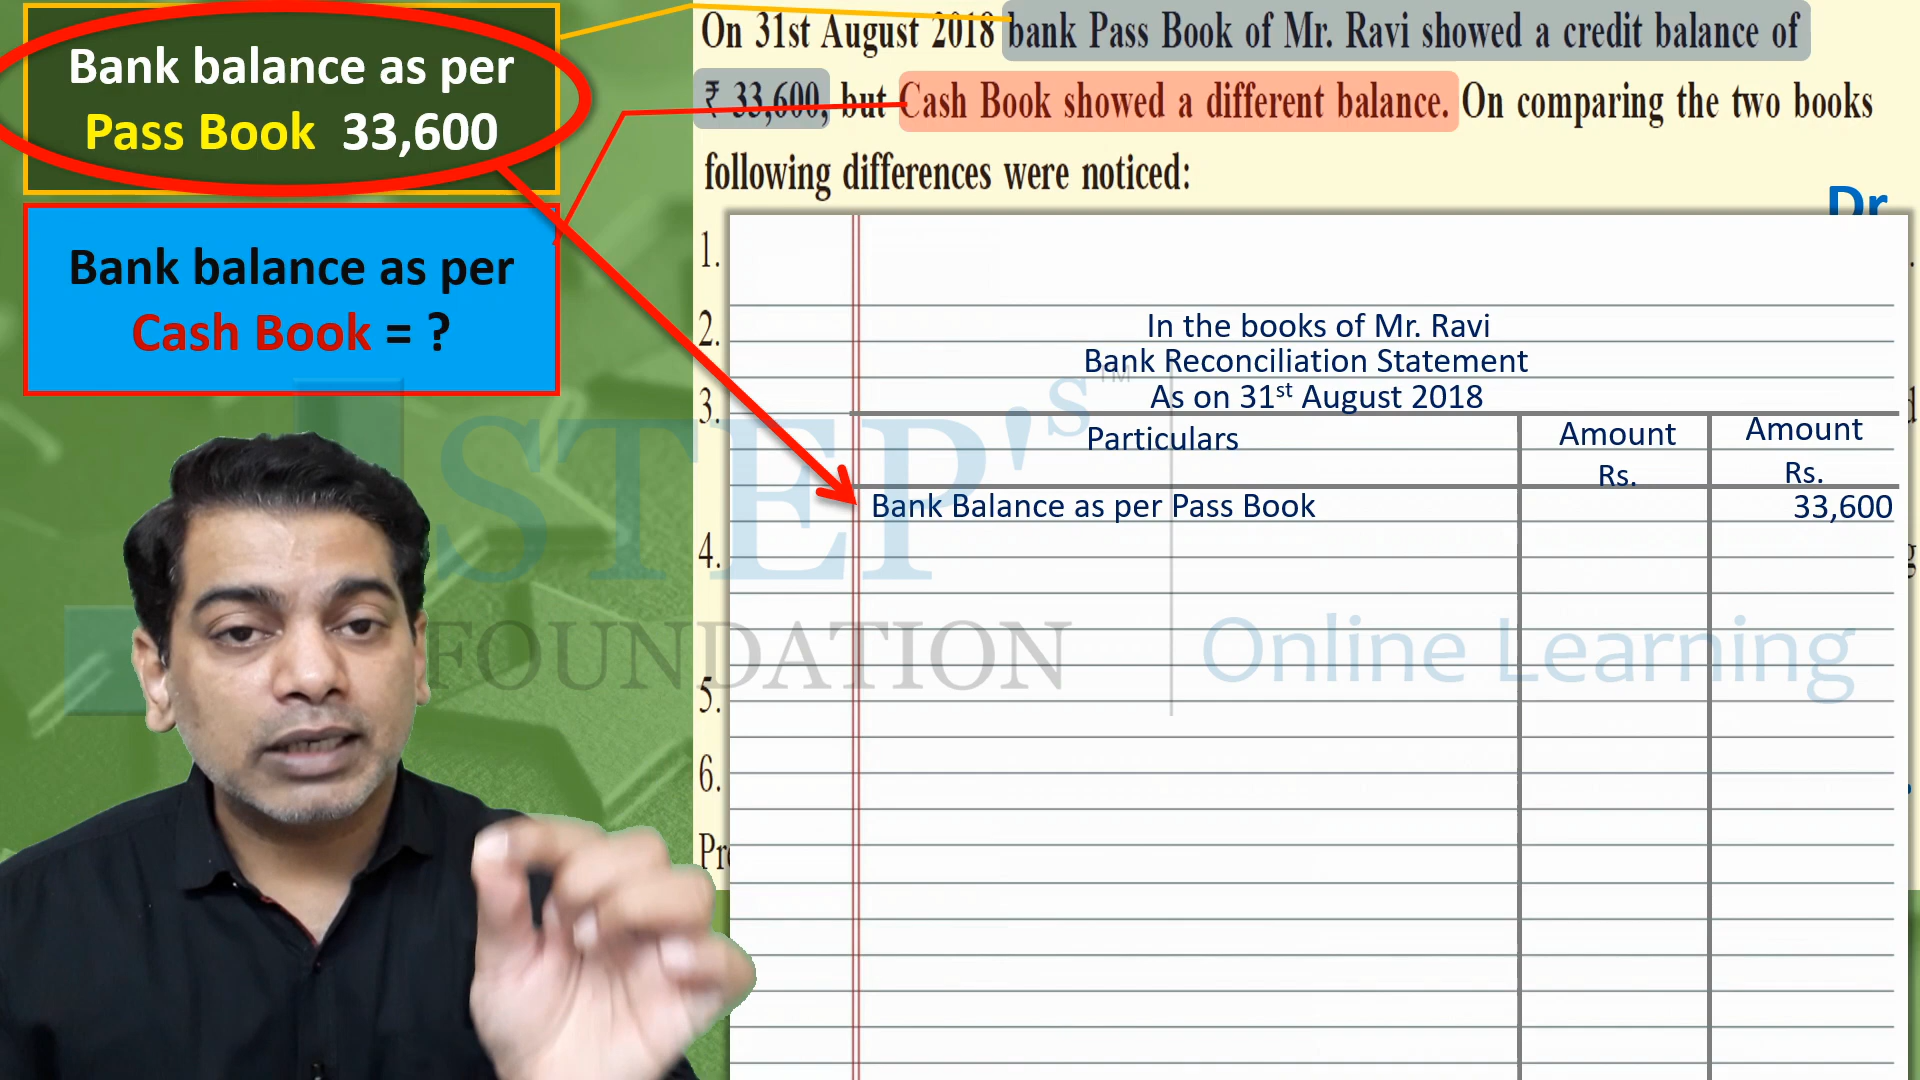 Bank balance as per
Pass Book 33,600
Bank balance as per
Cash Book = ?
On 31st August 2018 bank Pass Book of Mr. Ravi showed a credit balance of
₹ 33,600, but Cash Book showed a different balance. On comparing the two books
following differences were noticed:
Dr
1.
2.
3.
4.
5.
6.
In the books of Mr. Ravi
Bank Reconciliation Statement
As on 31st August 2018
Particulars
Amount
Rs.
Amount
Rs.
Bank Balance as per Pass Book
33,600
STEP's™
FOUNDATION
Online Learning